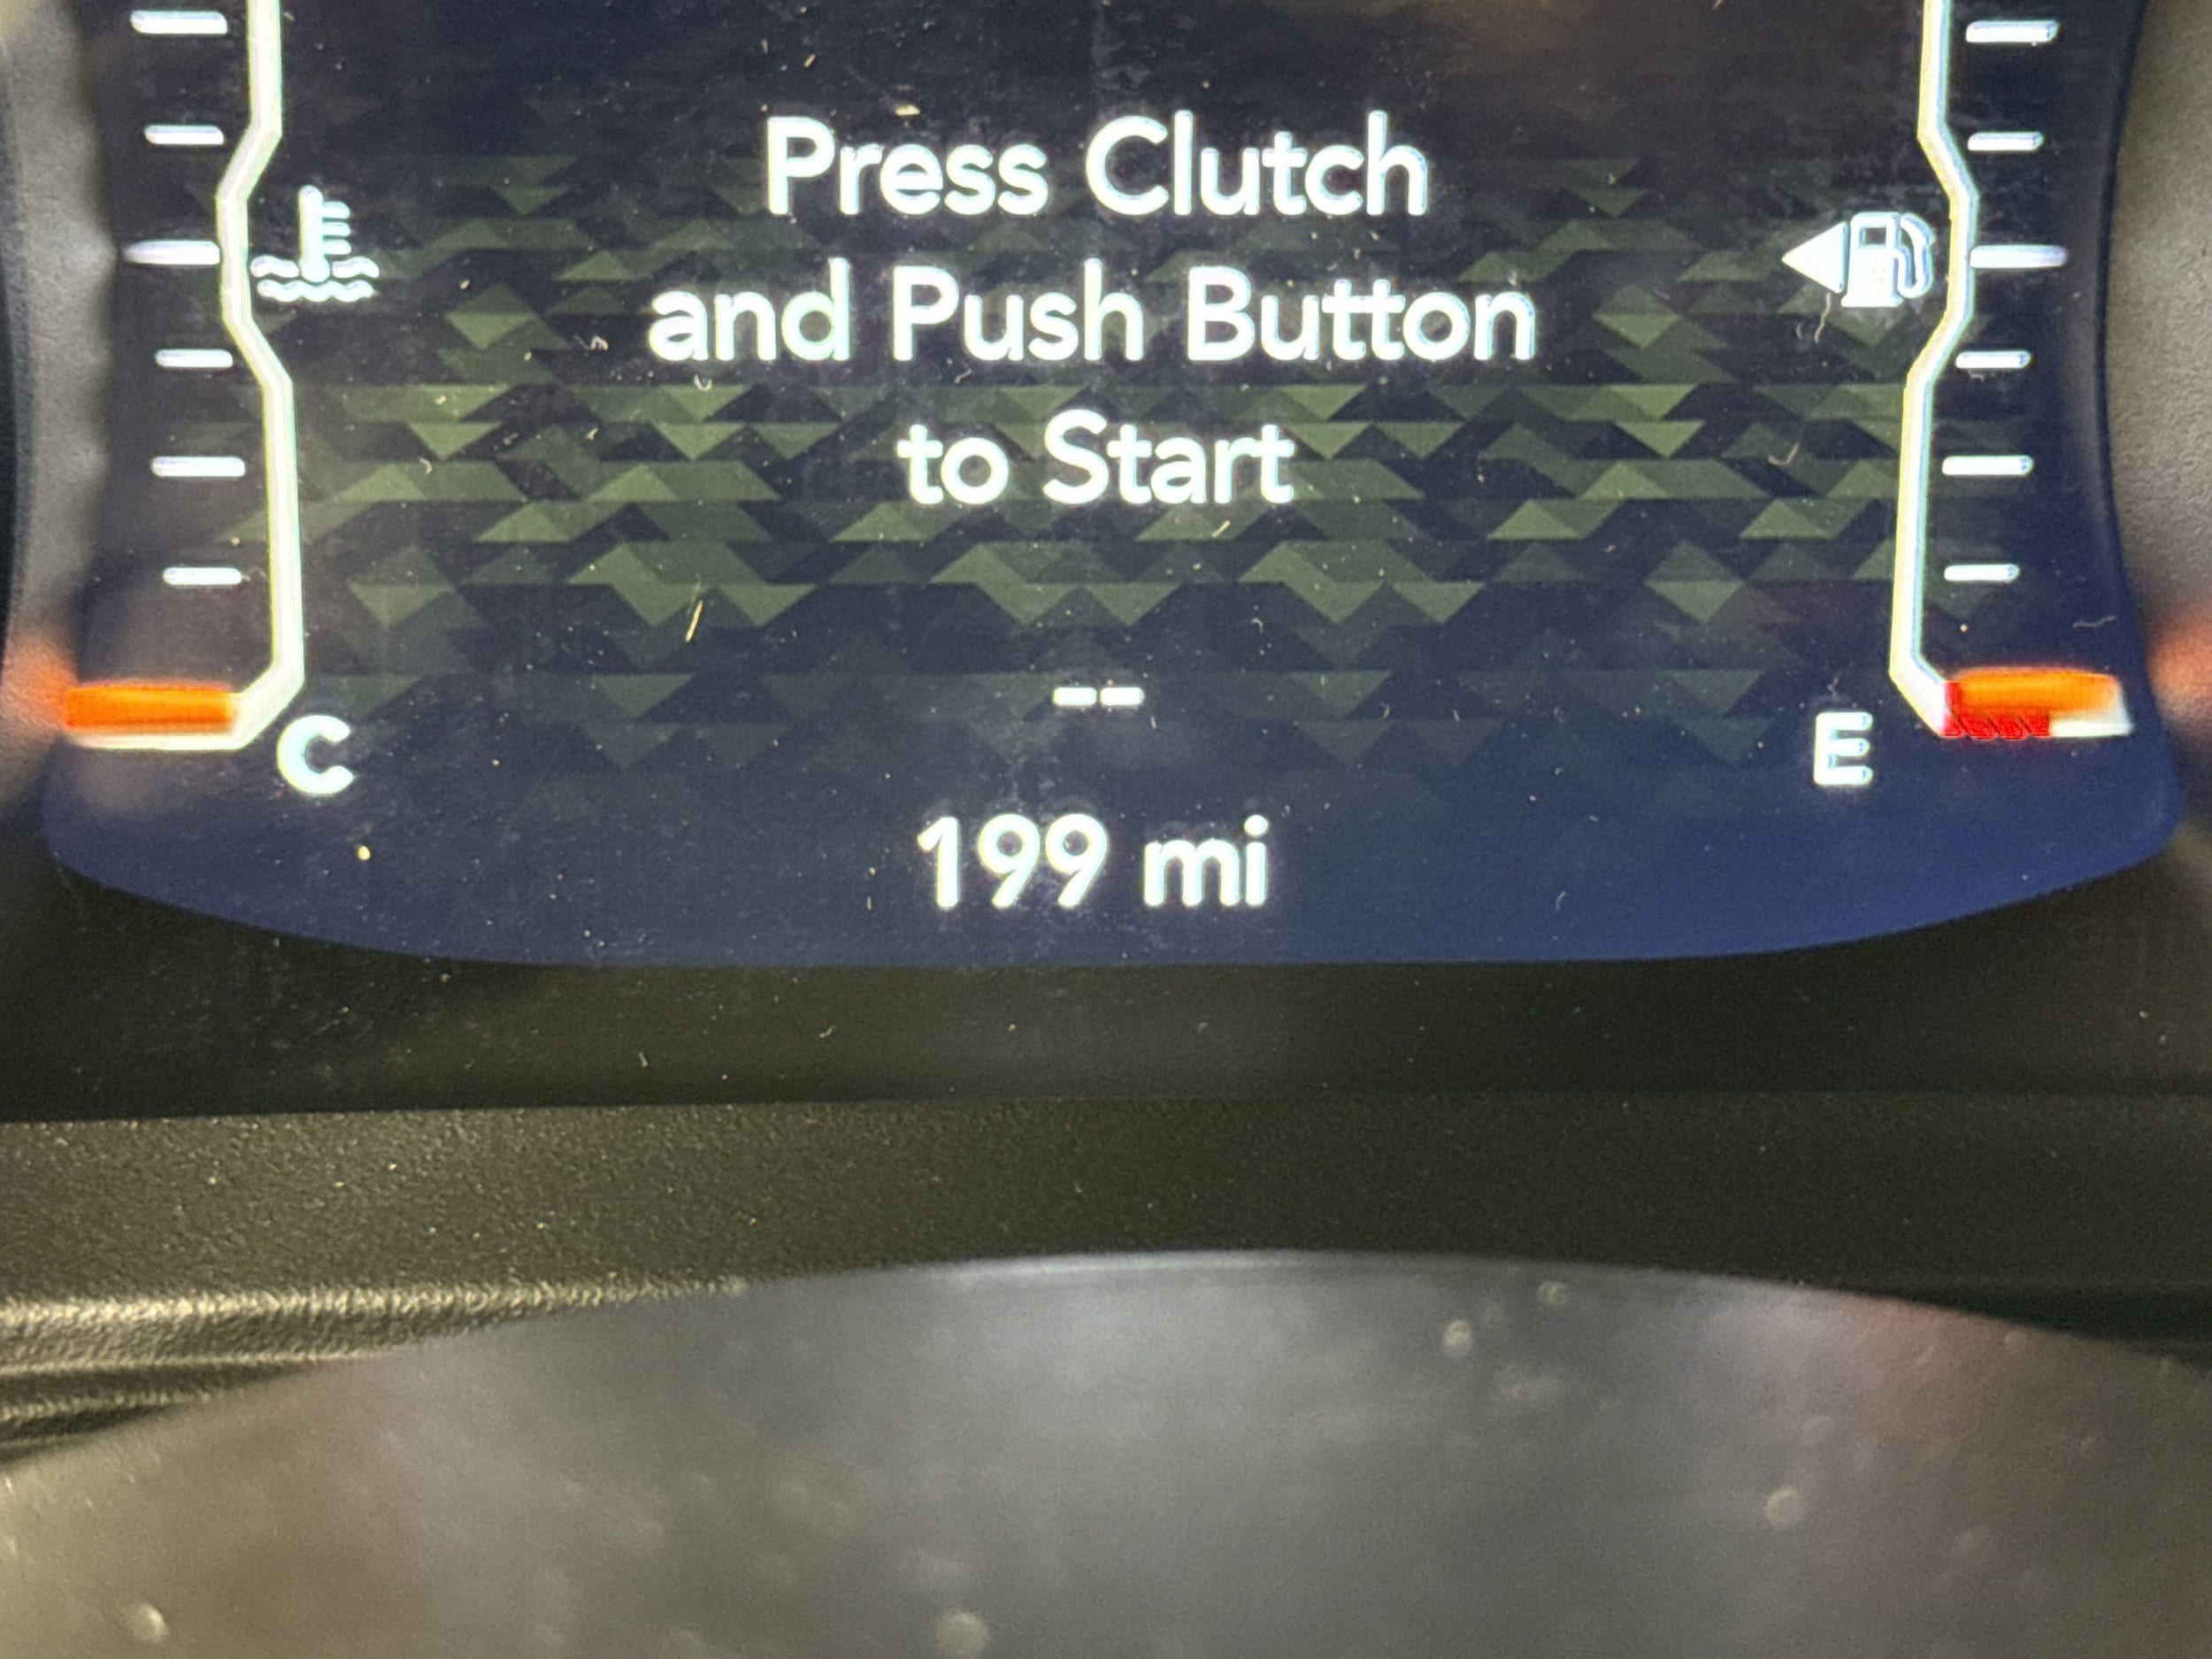 Press Clutch
and Push Button
to Start
--
C
E
199 mi